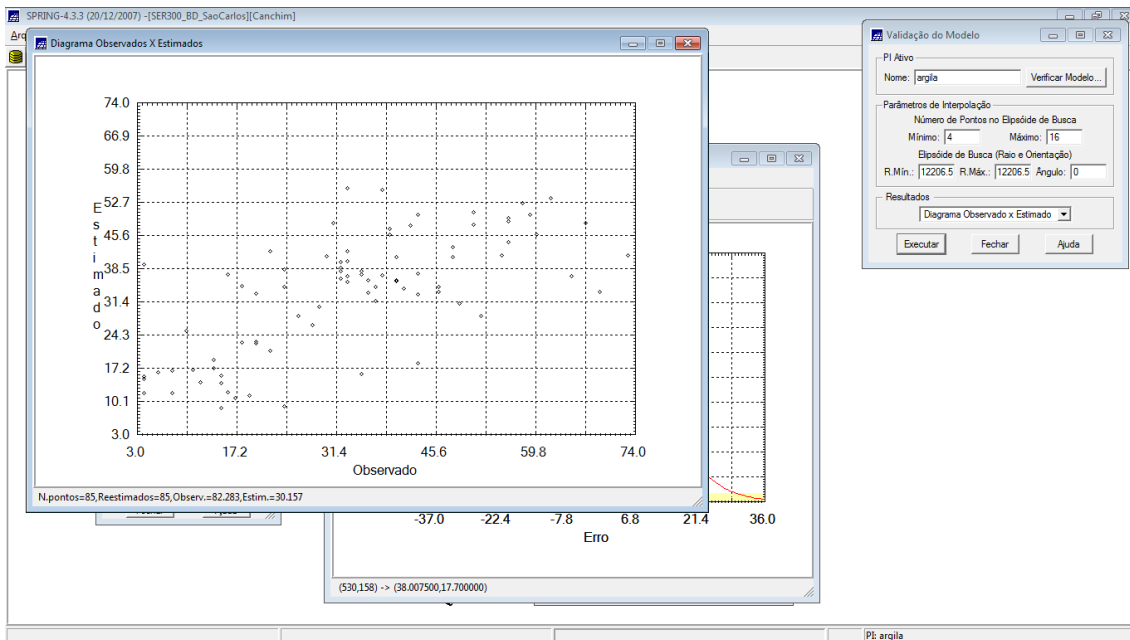 SPRING-4.3.3 (20/12/2007) -[SER300_BD_SaoCarlos][Canchim]
Arq
Diagrama Observados X Estimados
74.0
66.9
59.8
52.7
45.6
38.5
31.4
24.3
17.2
10.1
3.0
Estimado
3.0 17.2 31.4 45.6 59.8 74.0
Observado
N.pontos=85,Reestimados=85,Observ.=82.283,Estim.=30.157
-37.0 -22.4 -7.8 6.8 21.4 36.0
Erro
(530,158) -> (38.007500,17.700000)
Validação do Modelo
PI Ativo
Nome: argila Verificar Modelo...
Parâmetros de Interpolação
Número de Pontos no Elipsóide de Busca
Mínimo: 4 Máximo: 16
Elipsóide de Busca (Raio e Orientação)
R.Mín.: 12206.5 R.Máx.: 12206.5 Ângulo: 0
Resultados
Diagrama Observado x Estimado
Executar Fechar Ajuda
PI: argila